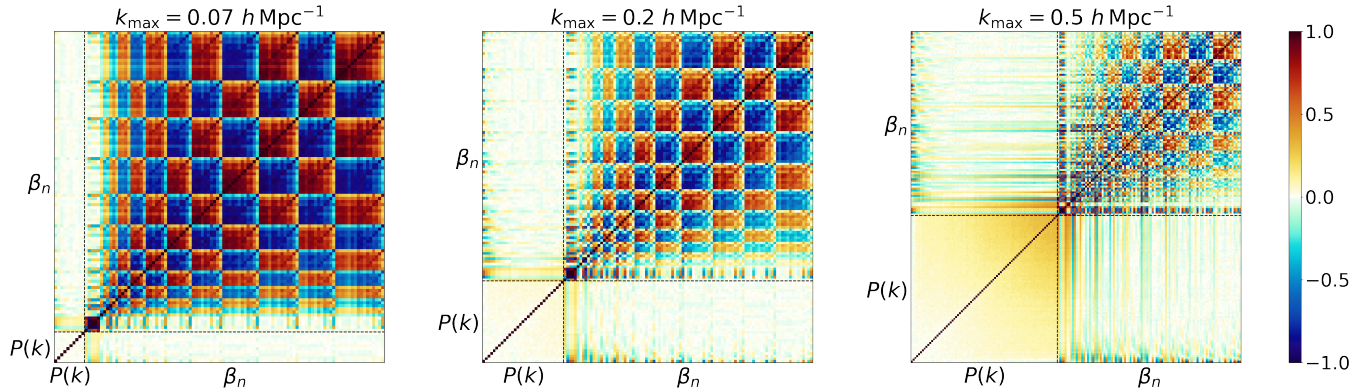 k_max = 0.07 h Mpc⁻¹
β_n
P(k)
P(k)
β_n
k_max = 0.2 h Mpc⁻¹
β_n
P(k)
P(k)
β_n
k_max = 0.5 h Mpc⁻¹
β_n
P(k)
P(k)
β_n
1.0
0.5
0.0
−0.5
−1.0